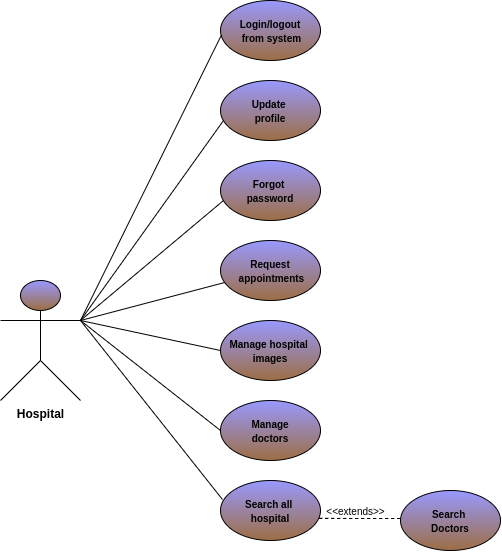 Login/logout
from system
Update
profile
Forgot
password
Request
appointments
Manage hospital
images
Hospital
Manage
doctors
Search all
hospital
<<extends>>
Search
Doctors